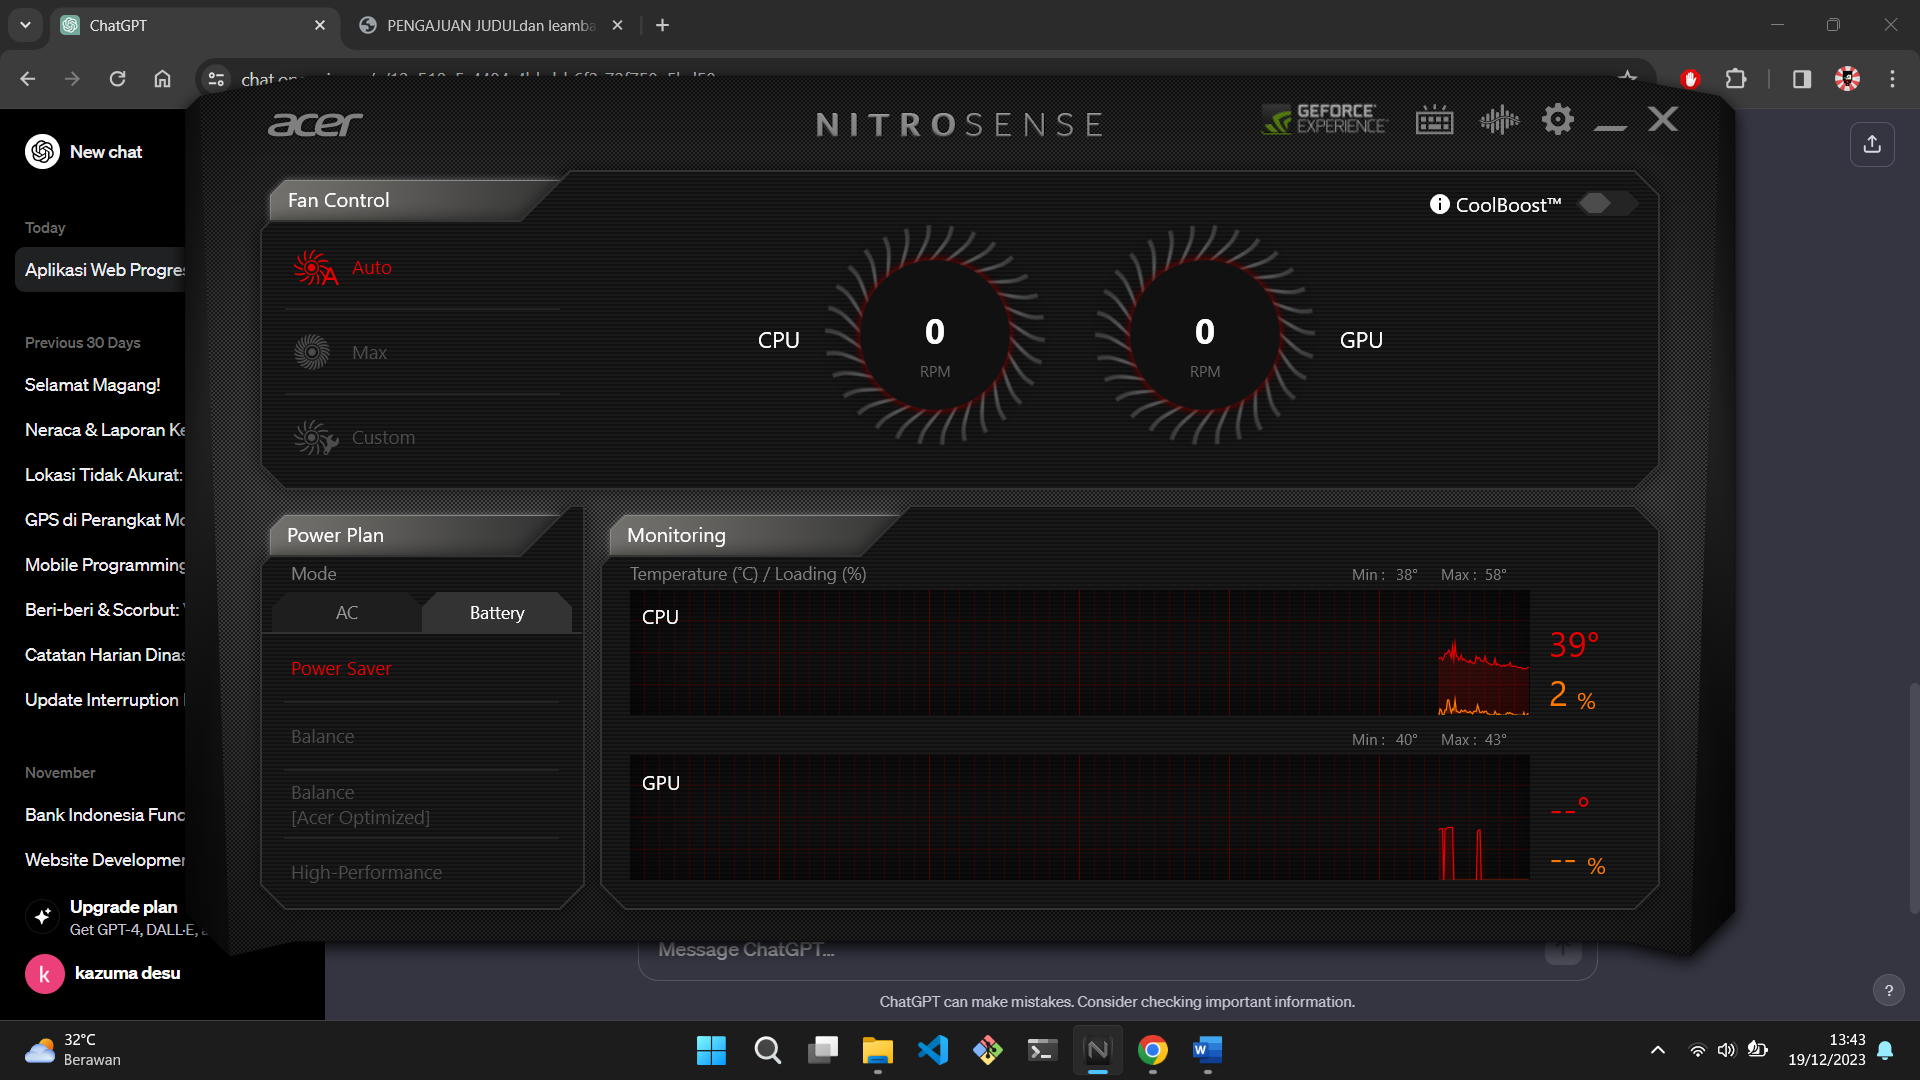 ChatGPT
PENGAJUAN JUDULdan leamba
New chat
Today
Aplikasi Web Progres
Previous 30 Days
Selamat Magang!
Neraca & Laporan Ke
Lokasi Tidak Akurat:
GPS di Perangkat Mo
Mobile Programming
Beri-beri & Scorbut:
Catatan Harian Dinas
Update Interruption
November
Bank Indonesia Func
Website Developmen
Upgrade plan
Get GPT-4, DALL·E, a
k kazuma desu
acer
NITROSENSE
GEFORCE
EXPERIENCE
Fan Control
CoolBoost™
Auto
Max
Custom
CPU
0
RPM
0
RPM
GPU
Power Plan
Mode
AC
Battery
Power Saver
Balance
Balance
[Acer Optimized]
High-Performance
Monitoring
Temperature (°C) / Loading (%)
Min : 38° Max : 58°
CPU
39°
2 %
Min : 40° Max : 43°
GPU
--°
-- %
Message ChatGPT...
ChatGPT can make mistakes. Consider checking important information.
?
32°C
Berawan
13:43
19/12/2023